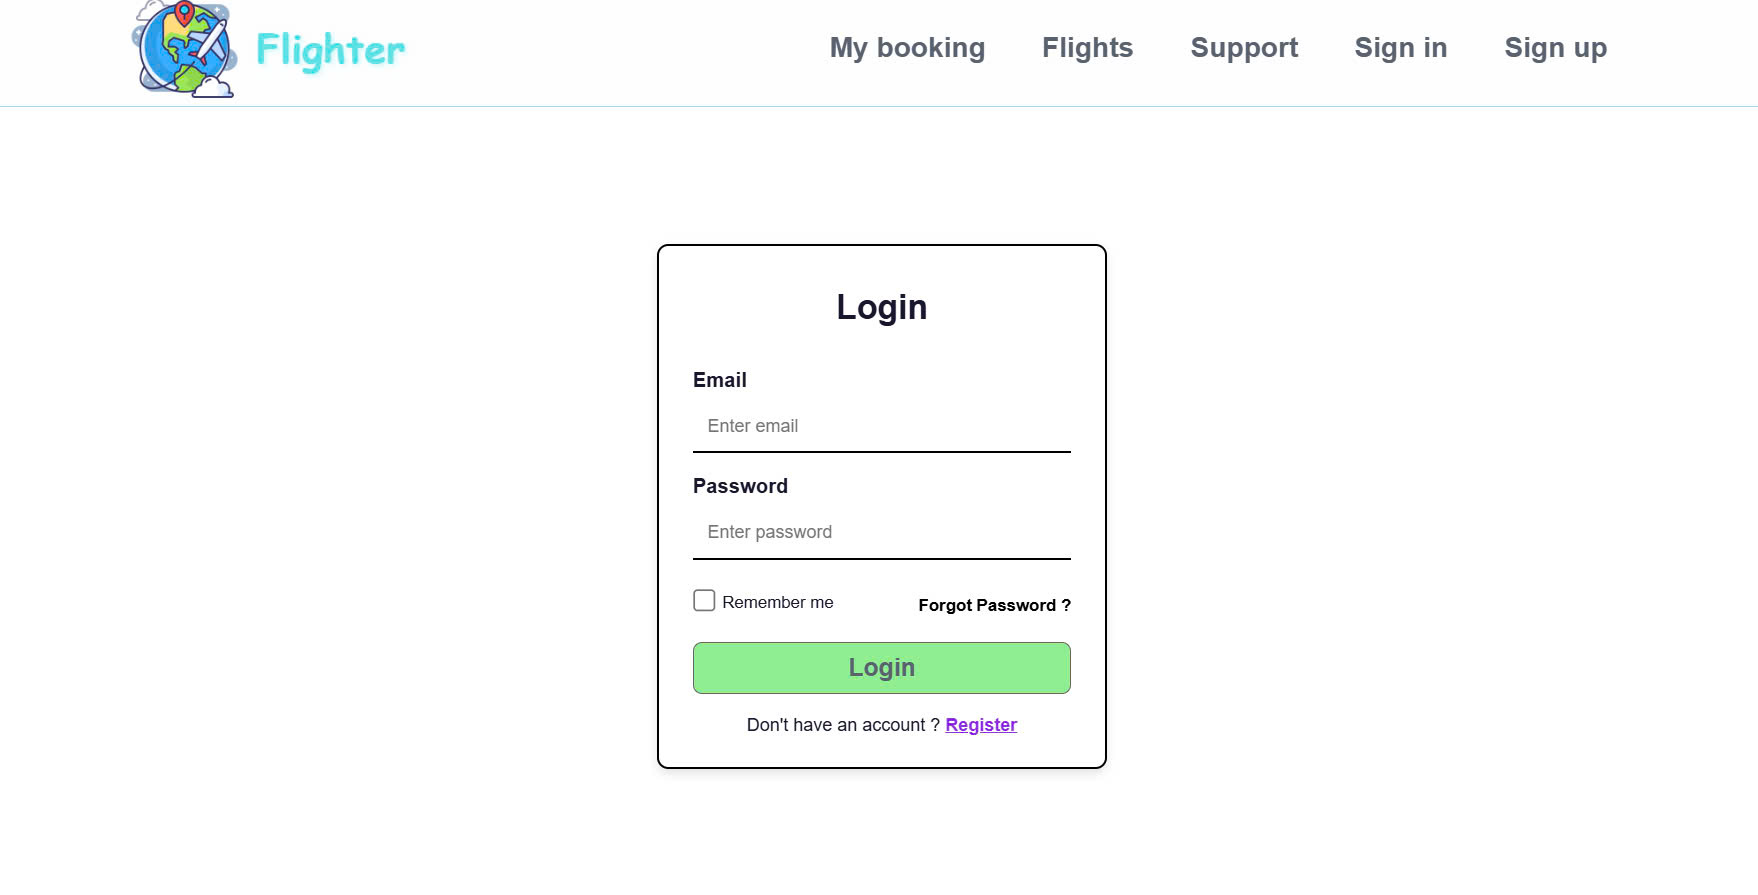 Flighter
My booking Flights Support Sign in Sign up
Login
Email
Enter email
Password
Enter password
Remember me Forgot Password ?
Login
Don't have an account ? Register